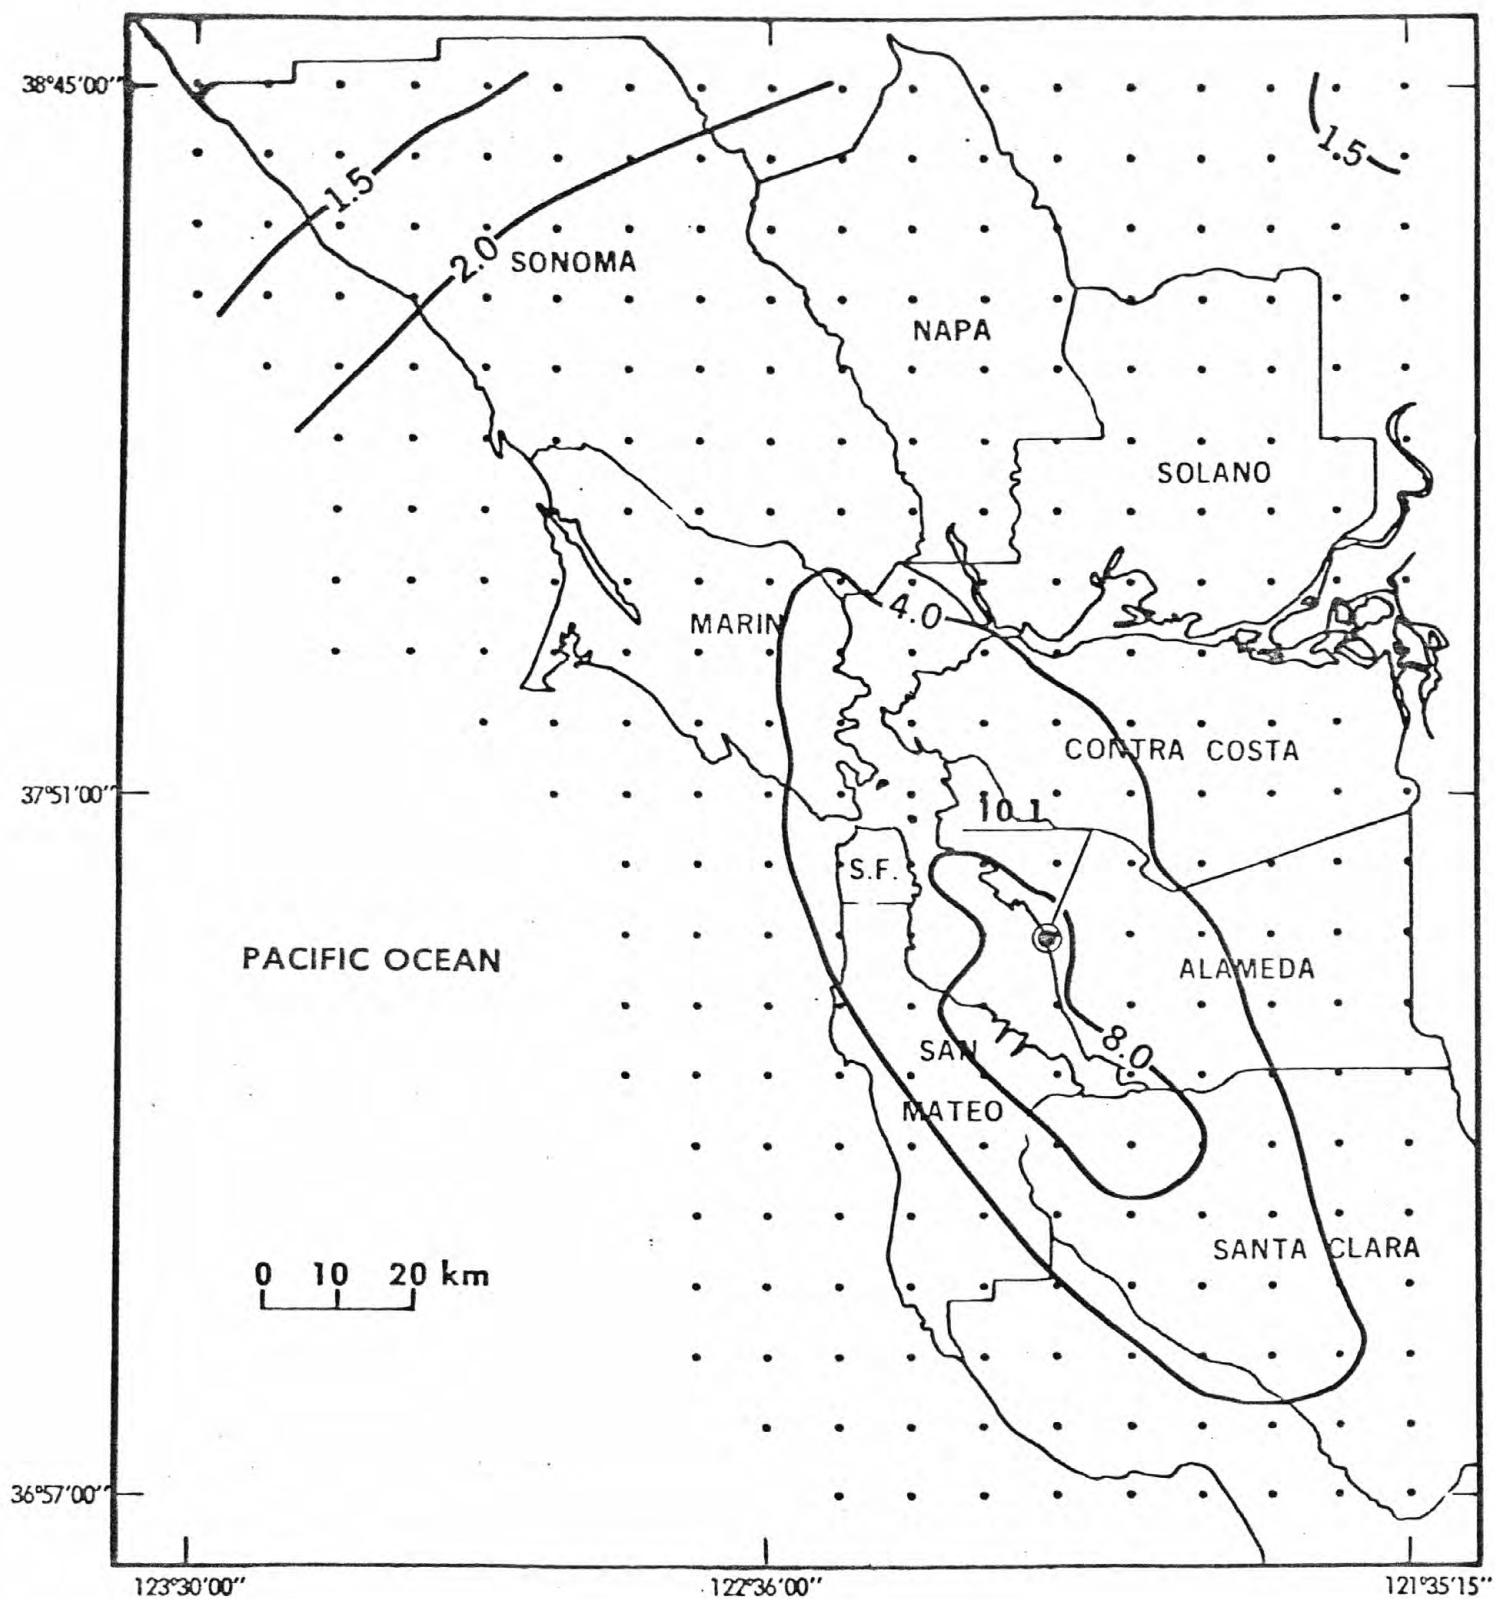 38°45'00"
1.5
1.5
2.0
SONOMA
NAPA
SOLANO
4.0
MARIN
CONTRA COSTA
37°51'00"
10.1
S.F.
PACIFIC OCEAN
ALAMEDA
8.0
SAN
MATEO
SANTA CLARA
0 10 20 km
36°57'00"
123°30'00" 122°36'00" 121°35'15"